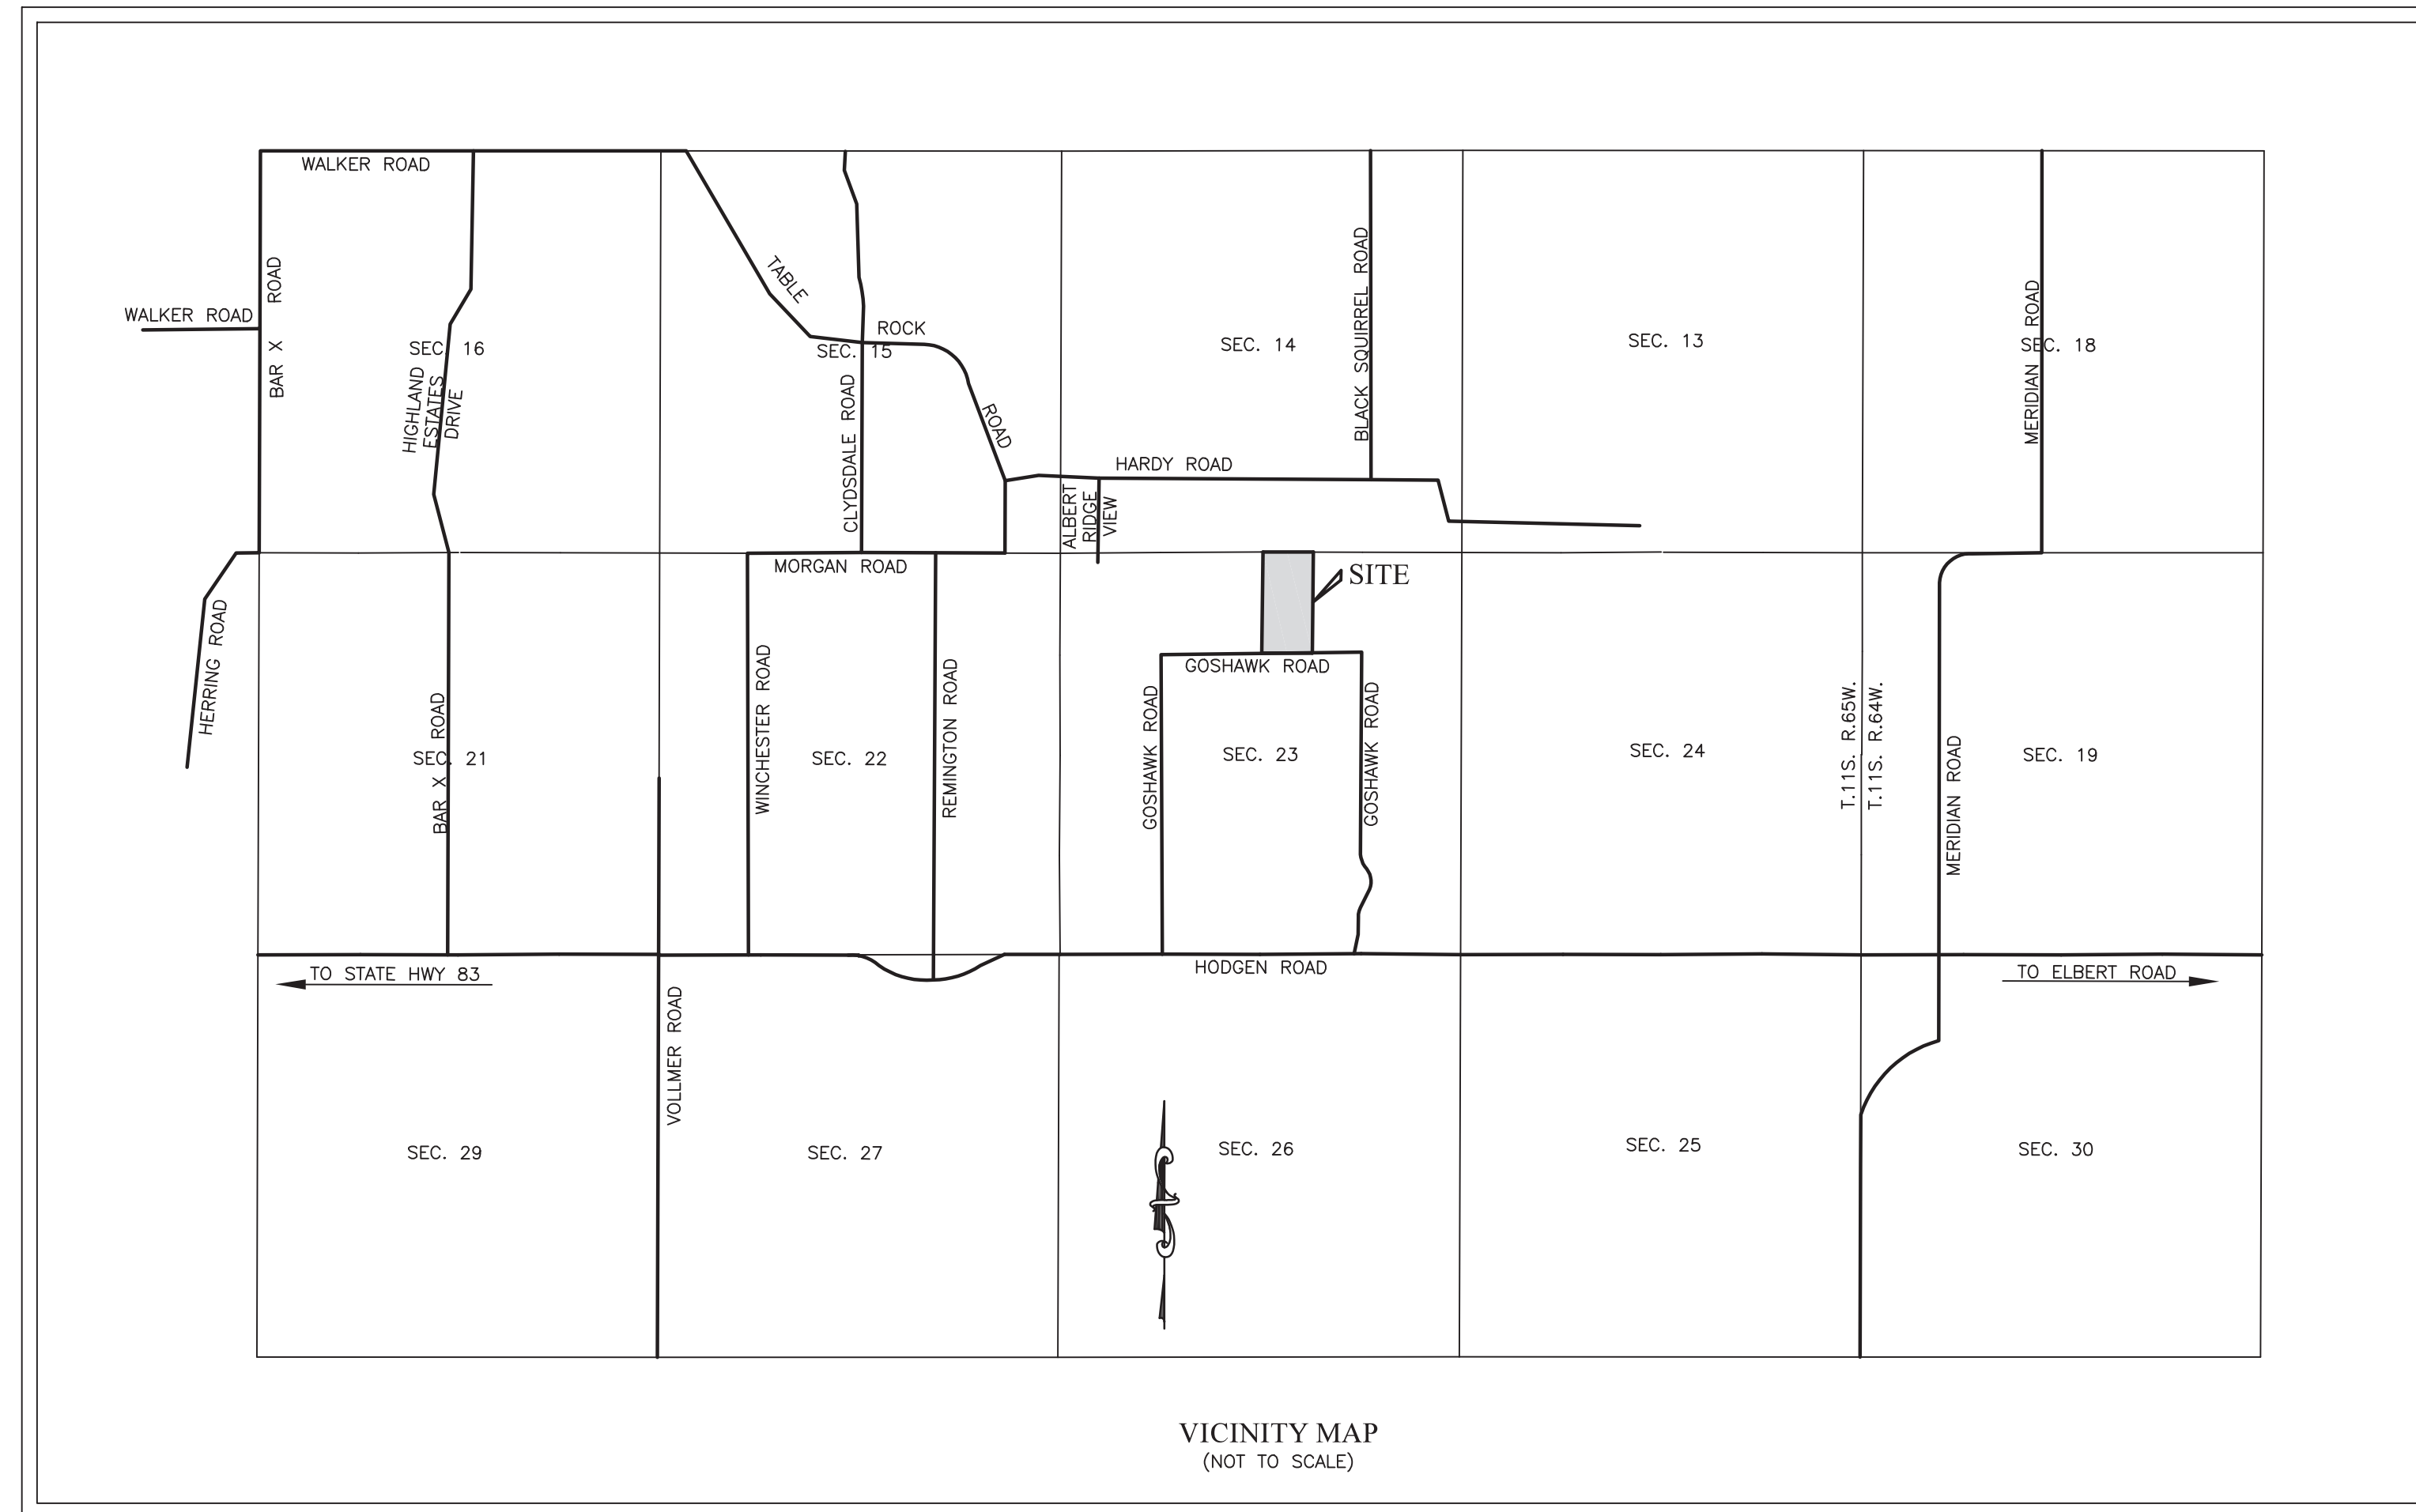 WALKER ROAD
WALKER ROAD
BAR X ROAD
HIGHLAND
ESTATES
DRIVE
SEC. 16
TABLE ROCK ROAD
SEC. 15
CLYDSDALE ROAD
SEC. 14
BLACK SQUIRREL ROAD
SEC. 13
MERIDIAN ROAD
SEC. 18
HARDY ROAD
ALBERT
RIDGE
VIEW
MORGAN ROAD
SITE
HERRING ROAD
BAR X ROAD
SEC. 21
WINCHESTER ROAD
SEC. 22
REMINGTON ROAD
GOSHAWK ROAD
GOSHAWK ROAD
SEC. 23
GOSHAWK ROAD
SEC. 24
T.11S. R.65W.
T.11S. R.64W.
MERIDIAN ROAD
SEC. 19
TO STATE HWY 83
HODGEN ROAD
TO ELBERT ROAD
VOLLMER ROAD
SEC. 29
SEC. 27
SEC. 26
SEC. 25
SEC. 30
VICINITY MAP
(NOT TO SCALE)